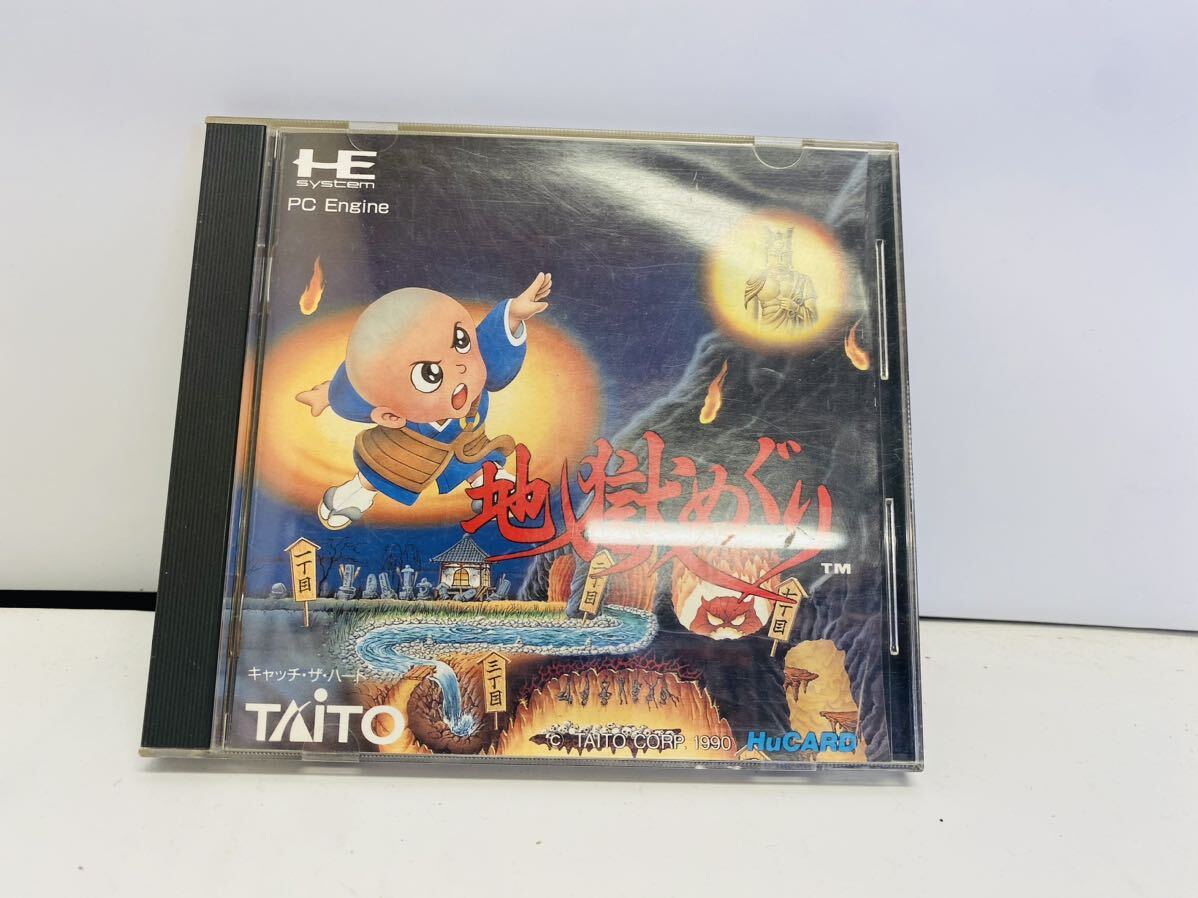 HE
system
PC Engine
地獄めぐり
TM
一丁目
二丁目
十丁目
三丁目
キャッチ・ザ・ハート
TAITO
© TAITO CORP. 1990
HuCARD